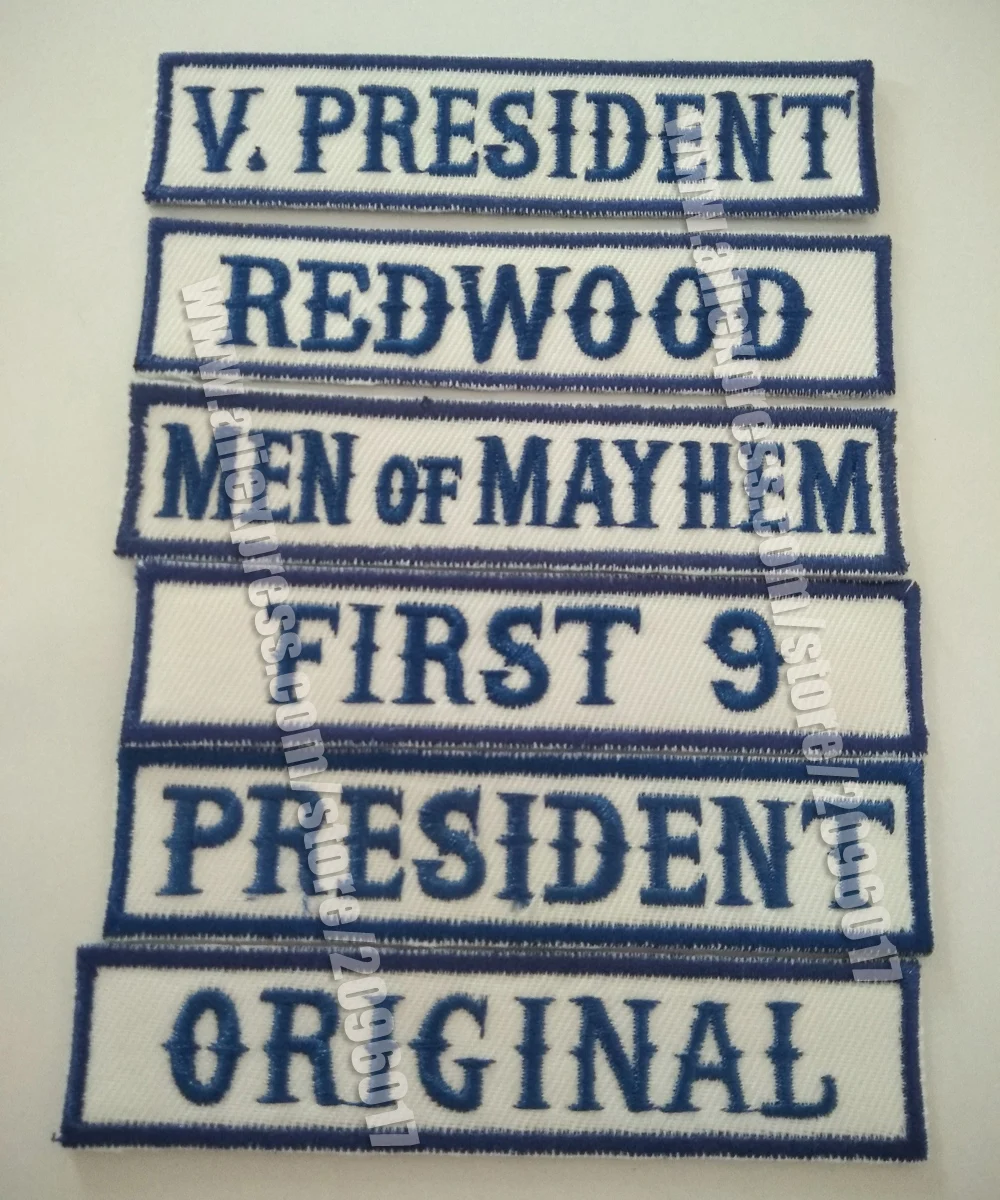 V. PRESIDENT
REDWOOD
MEN OF MAYHEM
FIRST 9
PRESIDENT
ORIGINAL
www.aliexpress.com/store/2096017
www.aliexpress.com/store/2096017